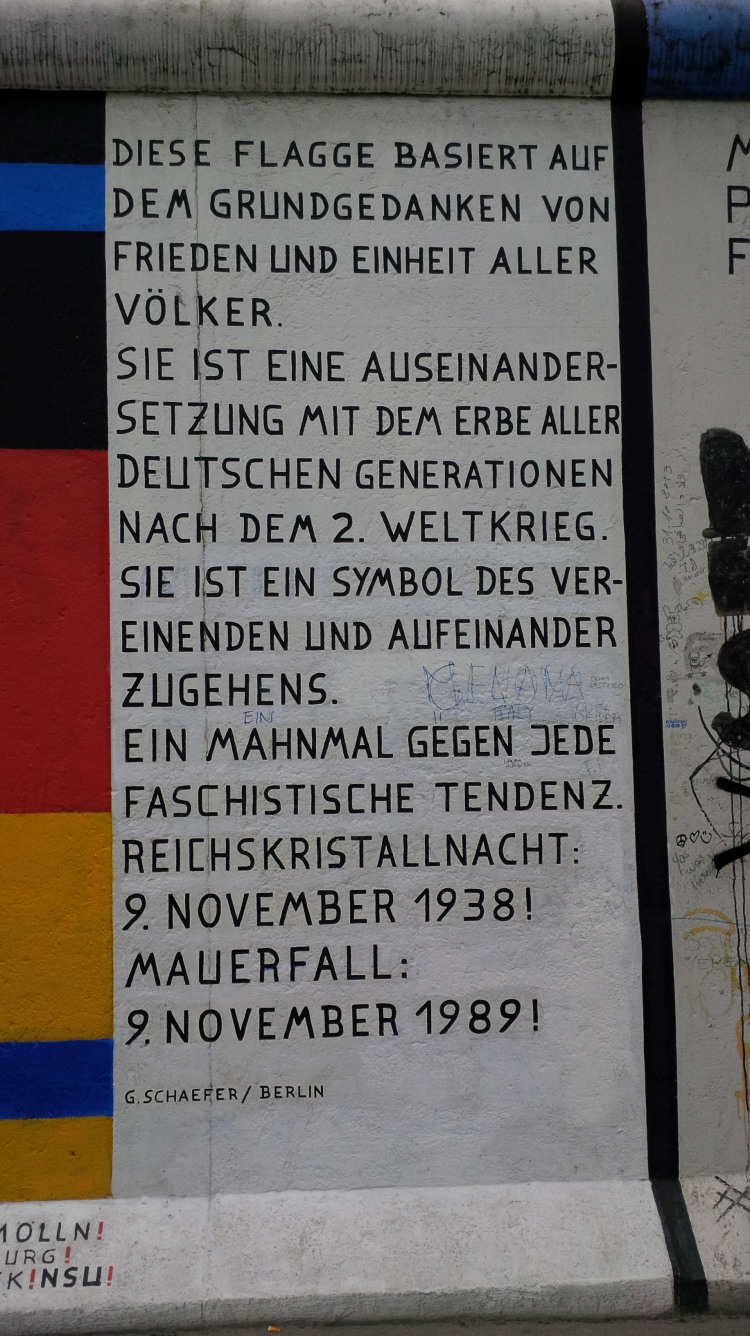 DIESE FLAGGE BASIERT AUF
DEM GRUNDGEDANKEN VON
FRIEDEN UND EINHEIT ALLER
VÖLKER.
SIE IST EINE AUSEINANDER-
SETZUNG MIT DEM ERBE ALLER
DEUTSCHEN GENERATIONEN
NACH DEM 2. WELTKRIEG.
SIE IST EIN SYMBOL DES VER-
EINENDEN UND AUFEINANDER
ZUGEHENS.
EIN MAHNMAL GEGEN JEDE
FASCHISTISCHE TENDENZ.
REICHSKRISTALLNACHT:
9. NOVEMBER 1938!
MAUERFALL:
9. NOVEMBER 1989!
G. SCHAEFER/ BERLIN
MÖLLN!
URG!
K!NSU!
M
P
F
ITALY